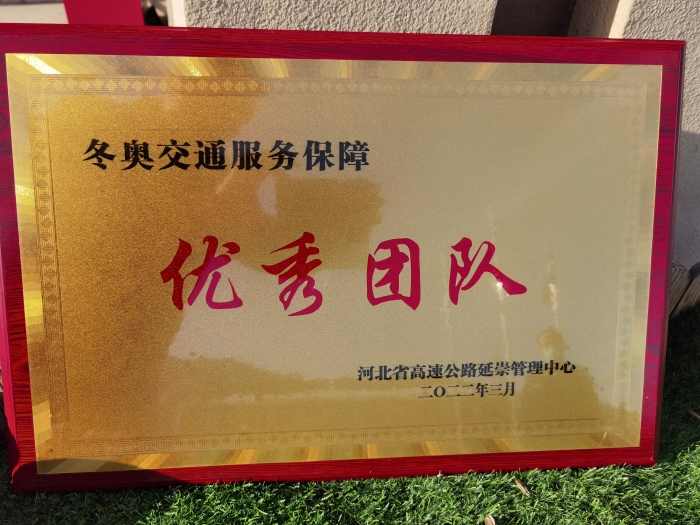 冬奥交通服务保障
优秀团队
河北省高速公路延崇管理中心
二〇二二年三月